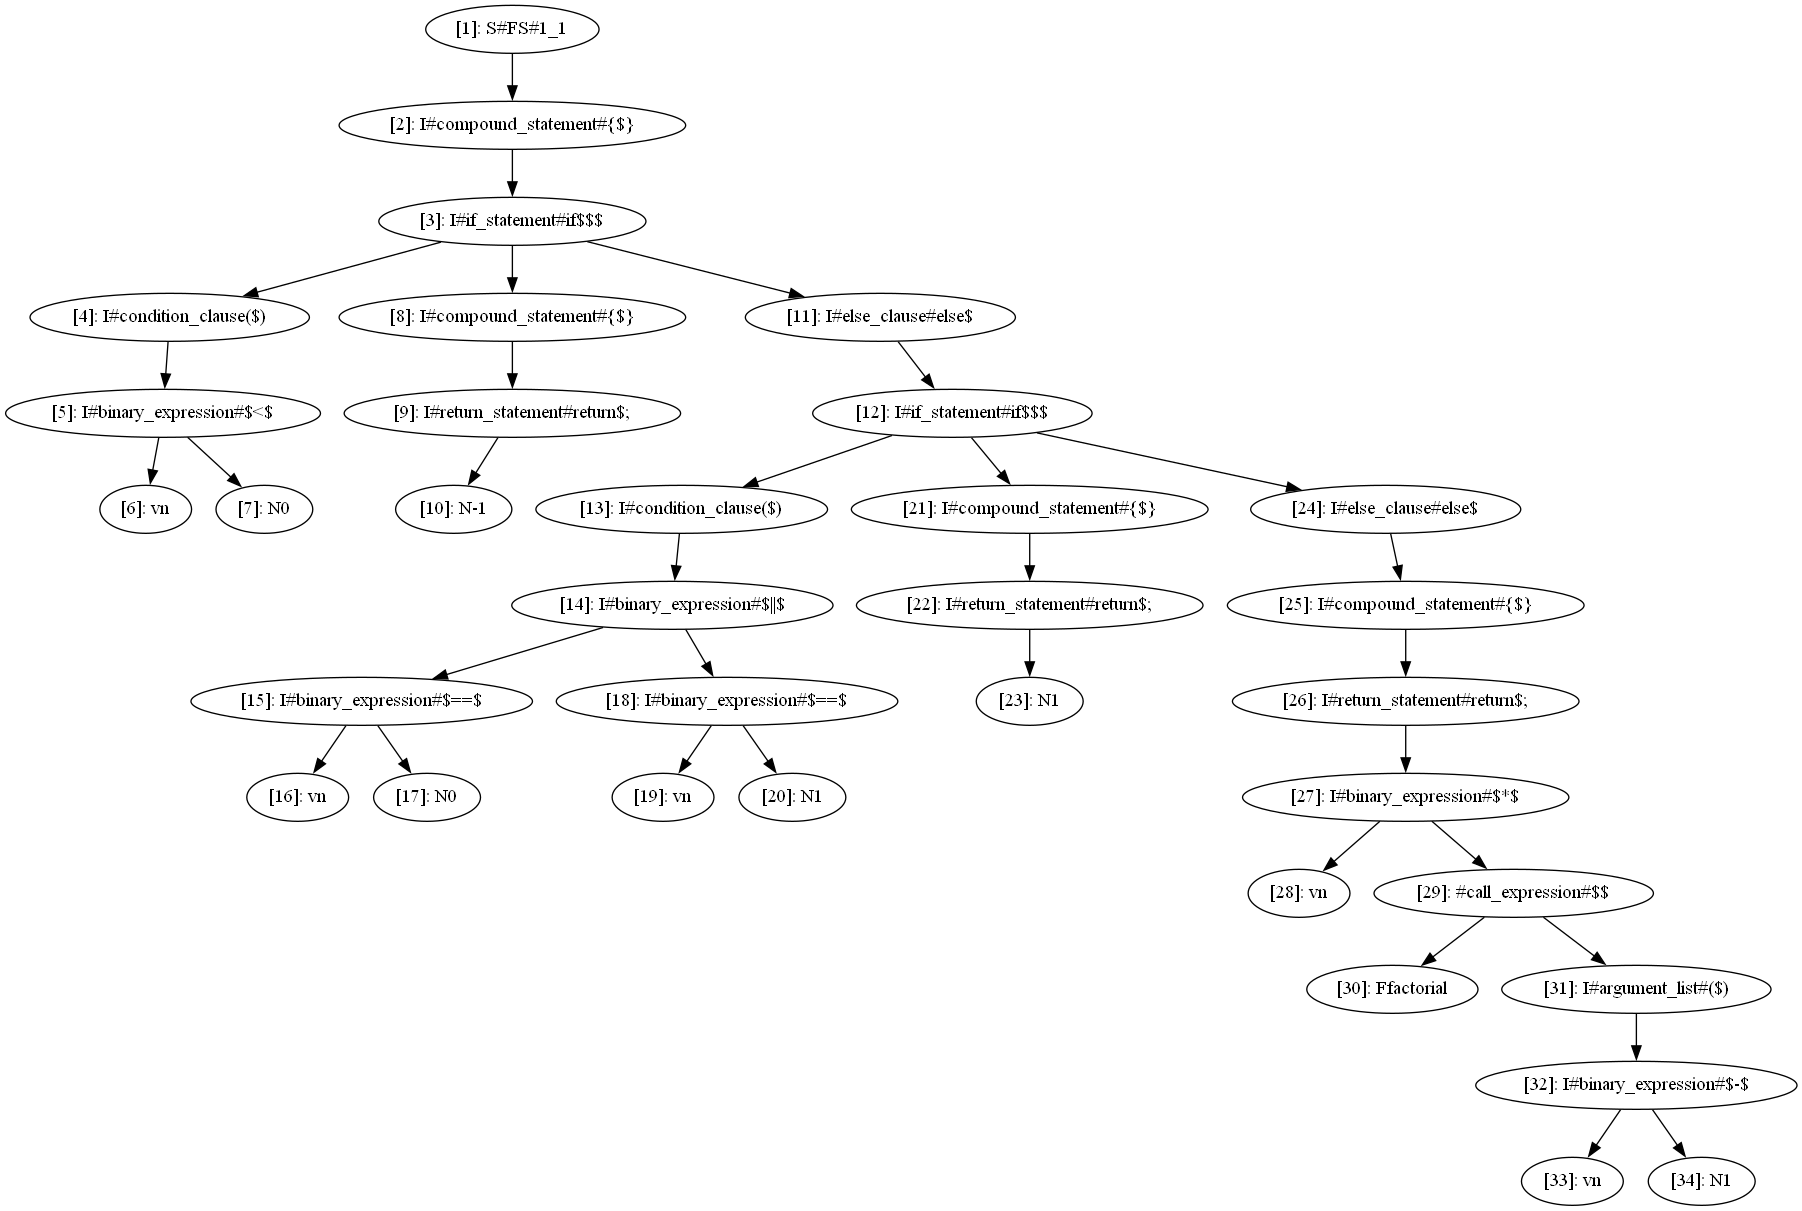 [1]: S#FS#1_1
[2]: I#compound_statement#{$}
[3]: I#if_statement#if$$$
[4]: I#condition_clause($)
[8]: I#compound_statement#{$}
[11]: I#else_clause#else$
[5]: I#binary_expression#$<$
[9]: I#return_statement#return$;
[12]: I#if_statement#if$$$
[6]: vn
[7]: N0
[10]: N-1
[13]: I#condition_clause($)
[21]: I#compound_statement#{$}
[24]: I#else_clause#else$
[14]: I#binary_expression#$||$
[22]: I#return_statement#return$;
[25]: I#compound_statement#{$}
[15]: I#binary_expression#$==$
[18]: I#binary_expression#$==$
[23]: N1
[26]: I#return_statement#return$;
[16]: vn
[17]: N0
[19]: vn
[20]: N1
[27]: I#binary_expression#$*$
[28]: vn
[29]: #call_expression#$$
[30]: Ffactorial
[31]: I#argument_list#($)
[32]: I#binary_expression#$-$
[33]: vn
[34]: N1